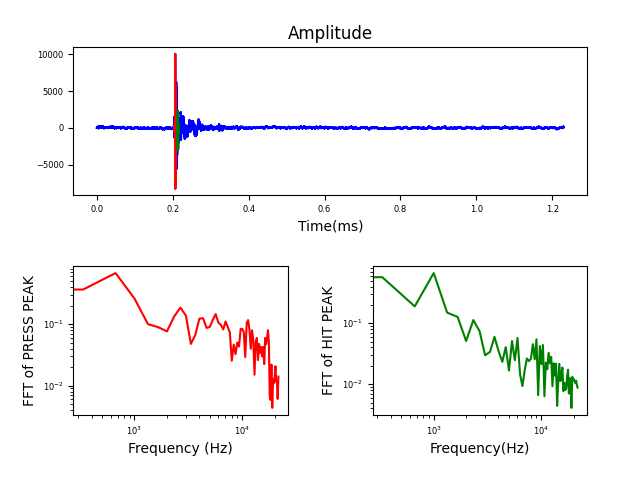 Amplitude
10000
5000
0
−5000
0.0 0.2 0.4 0.6 0.8 1.0 1.2
Time(ms)
FFT of PRESS PEAK
10⁻¹
10⁻²
10³ 10⁴
Frequency (Hz)
FFT of HIT PEAK
10⁻¹
10⁻²
10³ 10⁴
Frequency(Hz)